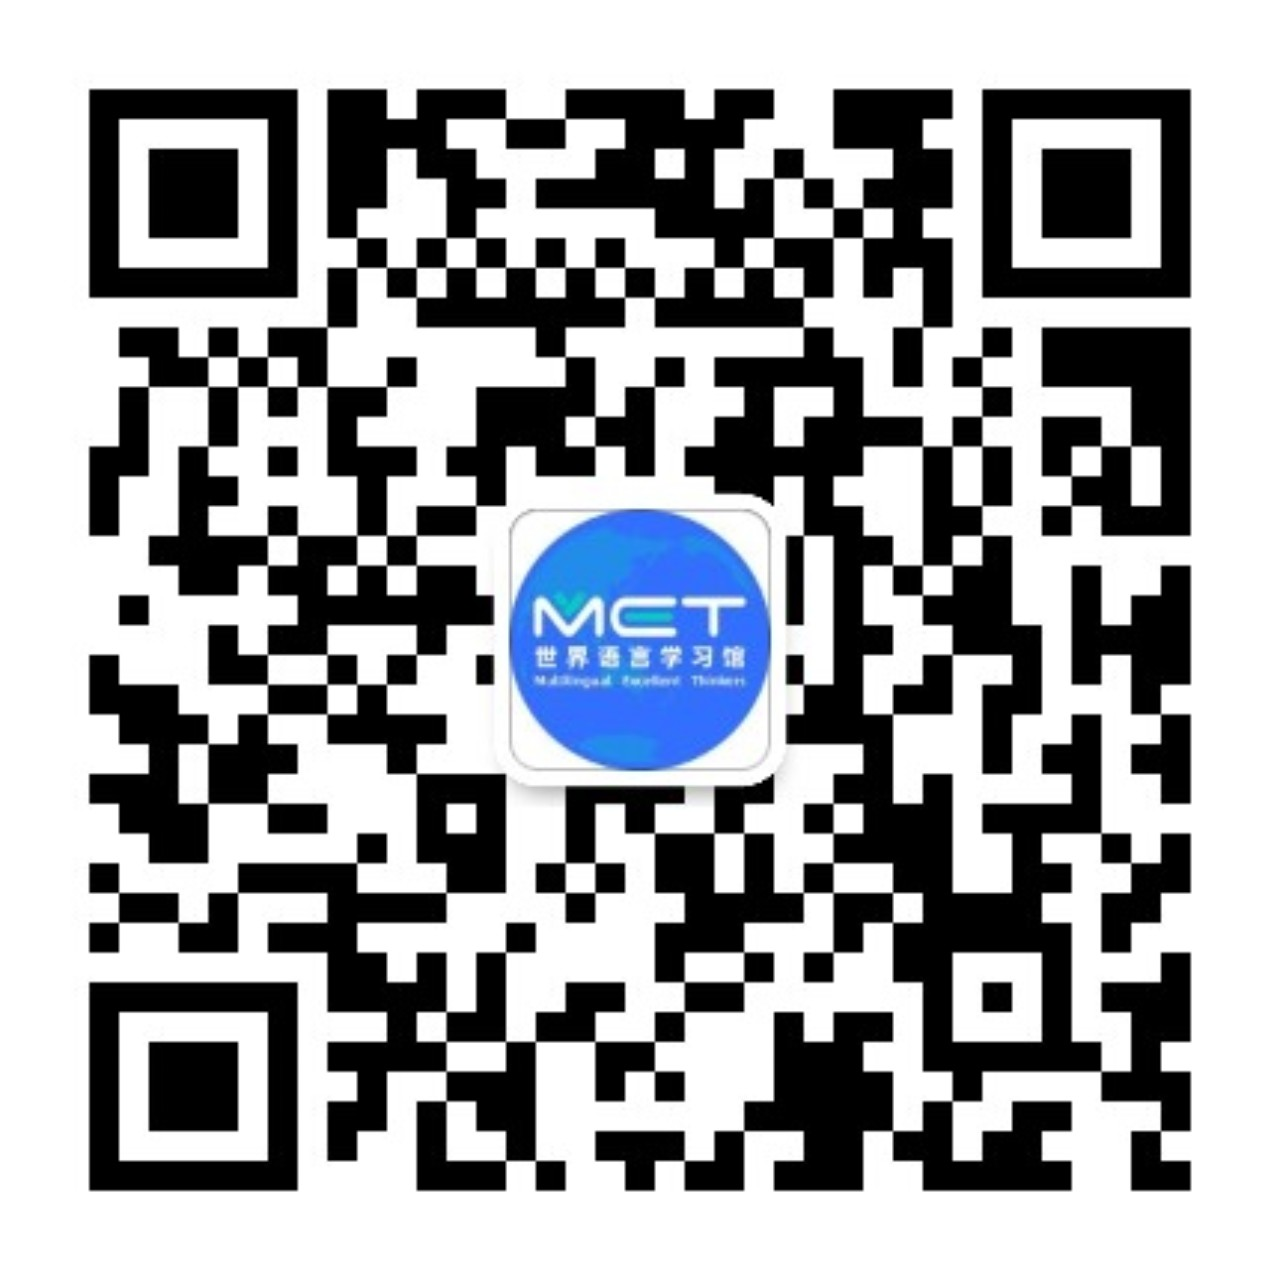 MET
世界语言学习馆
Multilingual Excellent Thinkers